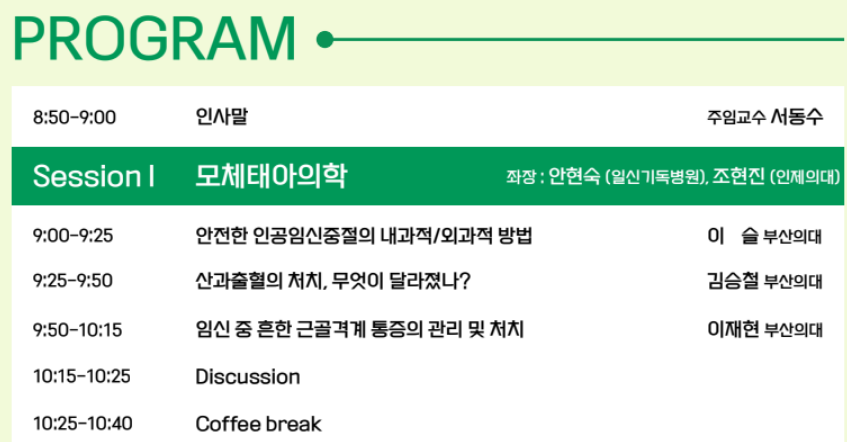 PROGRAM
8:50-9:00 인사말 주임교수 서동수
Session I 모체태아의학 좌장 : 안현숙 (일신기독병원), 조현진 (인제의대)
9:00-9:25 안전한 인공임신중절의 내과적/외과적 방법 이 슬 부산의대
9:25-9:50 산과출혈의 처치, 무엇이 달라졌나? 김승철 부산의대
9:50-10:15 임신 중 흔한 근골격계 통증의 관리 및 처치 이재현 부산의대
10:15-10:25 Discussion
10:25-10:40 Coffee break